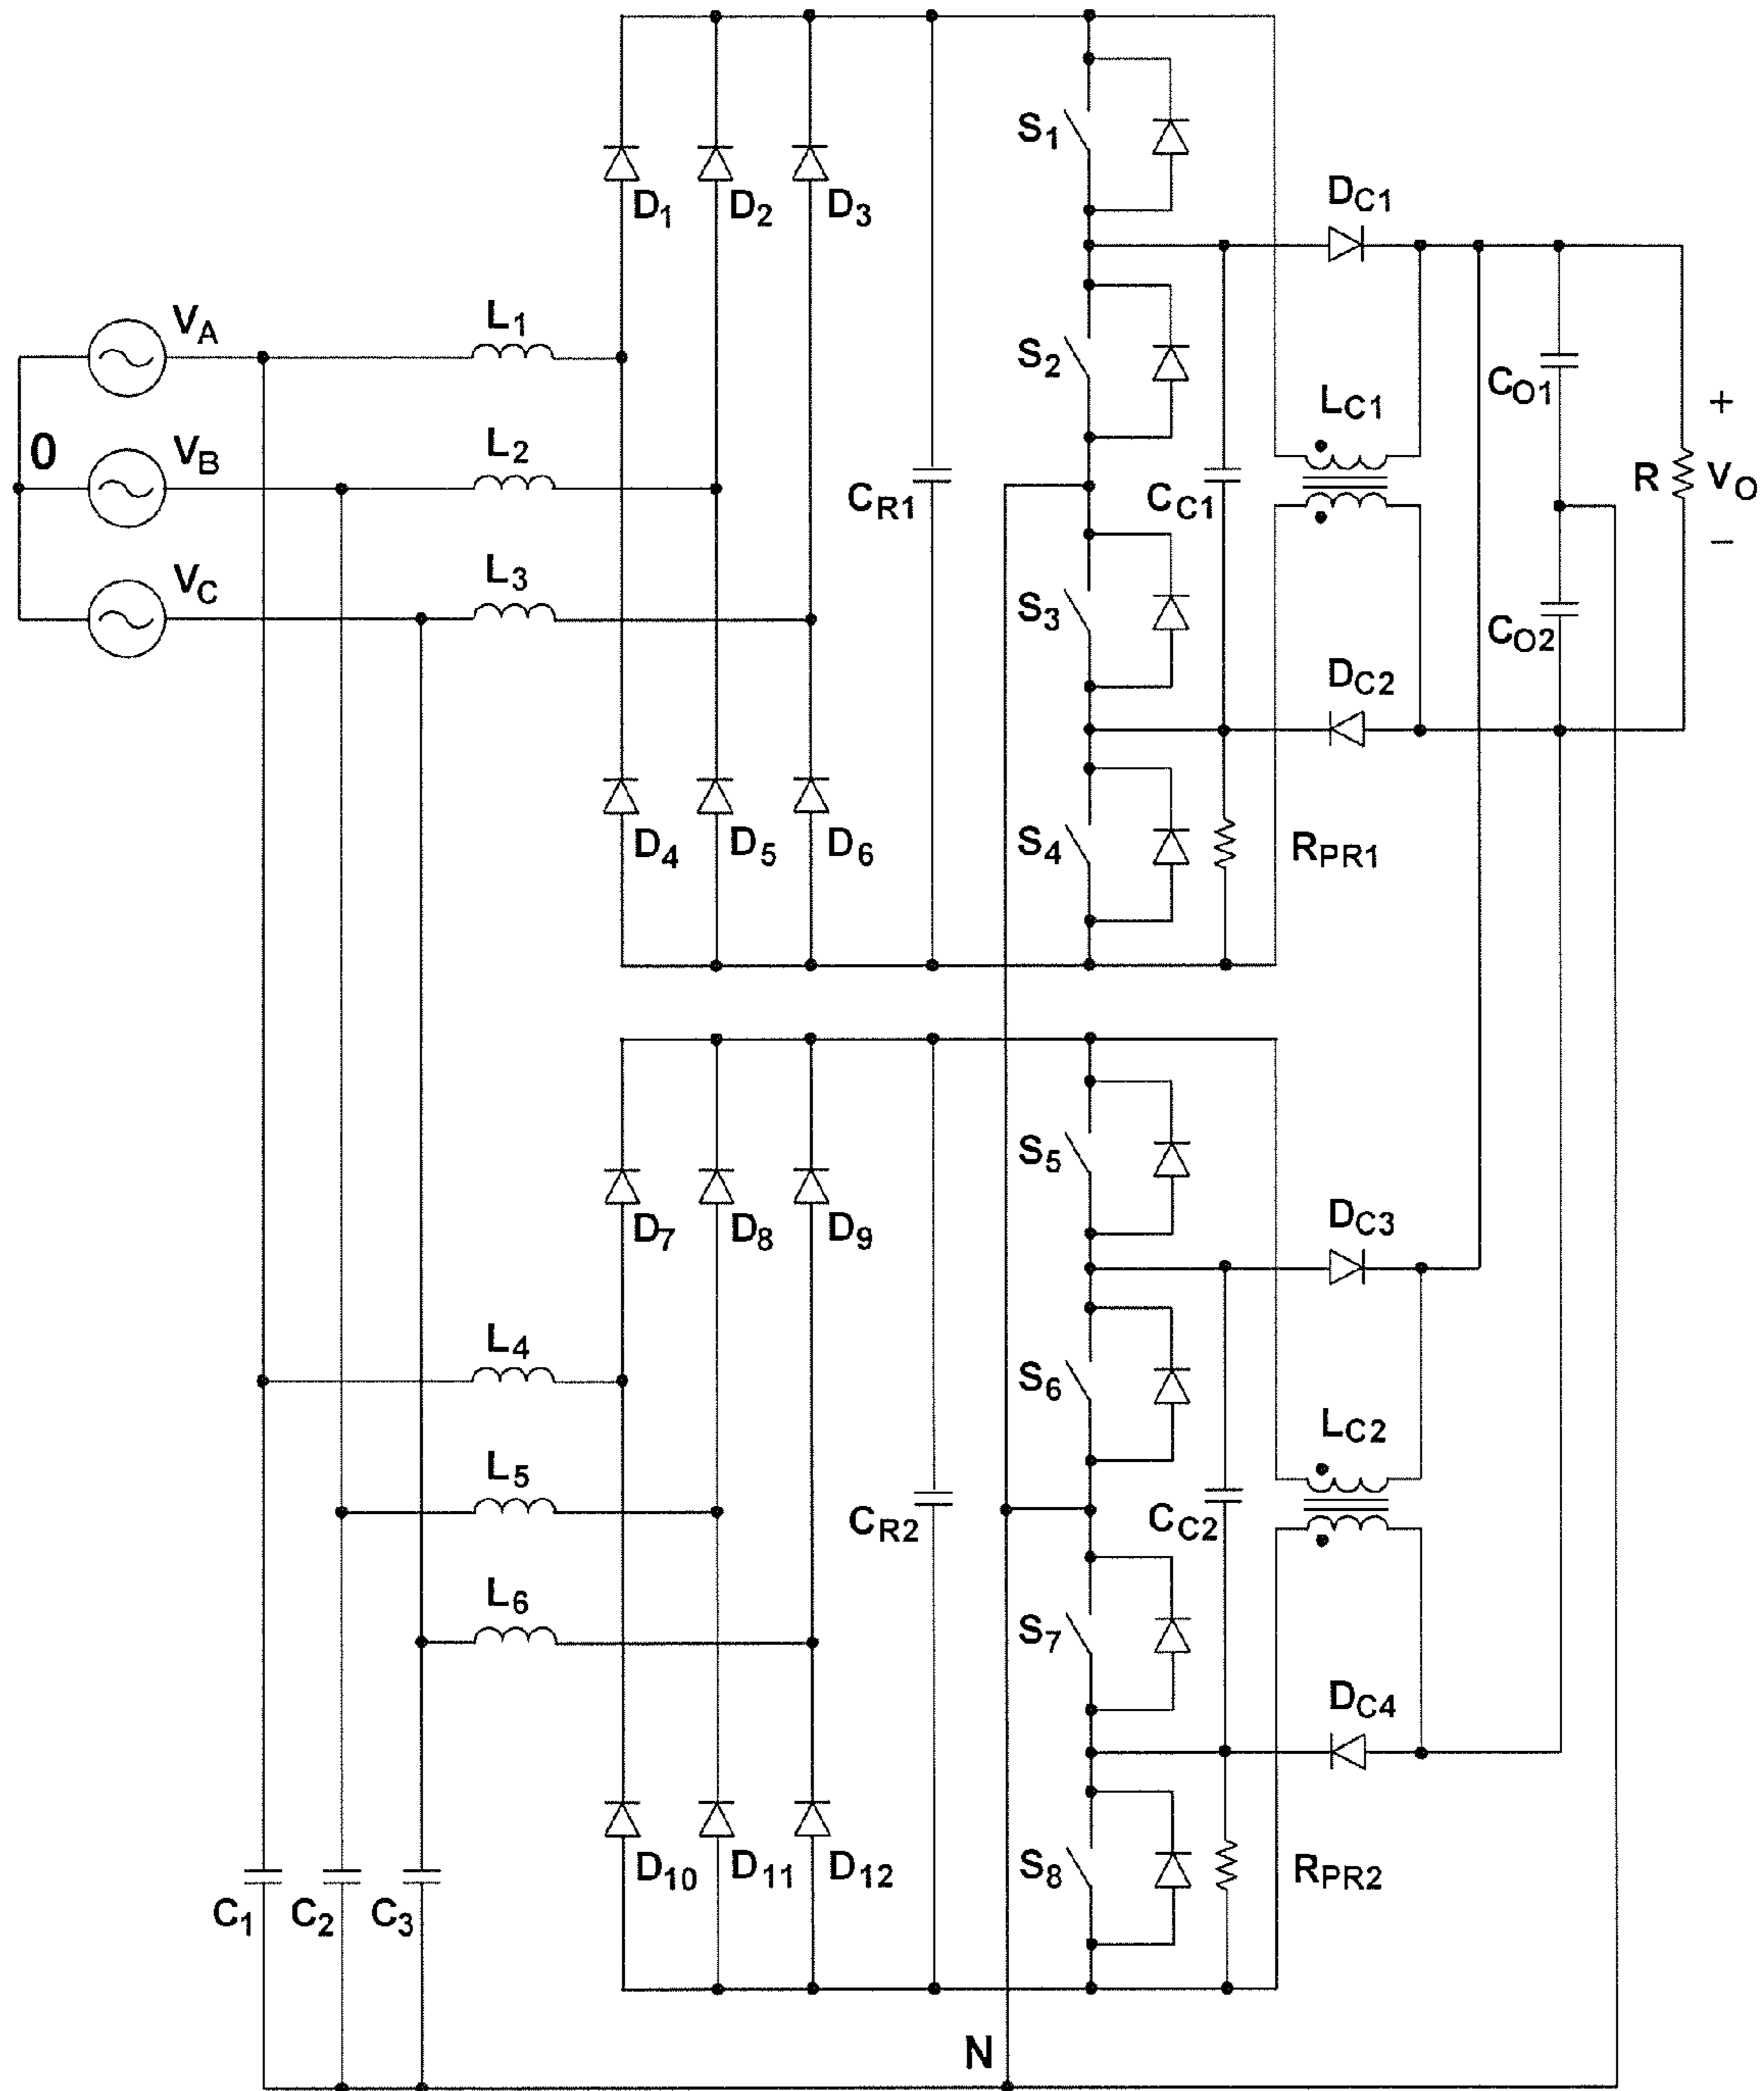 S1
D1 D2 D3
DC1
VA
L1
S2
CO1
LC1
+
0
VB
L2
CR1
CC1
R
VO
−
VC
L3
S3
CO2
DC2
D4 D5 D6
S4
RPR1
S5
D7 D8 D9
DC3
L4
S6
LC2
L5
CR2
CC2
L6
S7
DC4
D10 D11 D12
S8
RPR2
C1 C2 C3
N